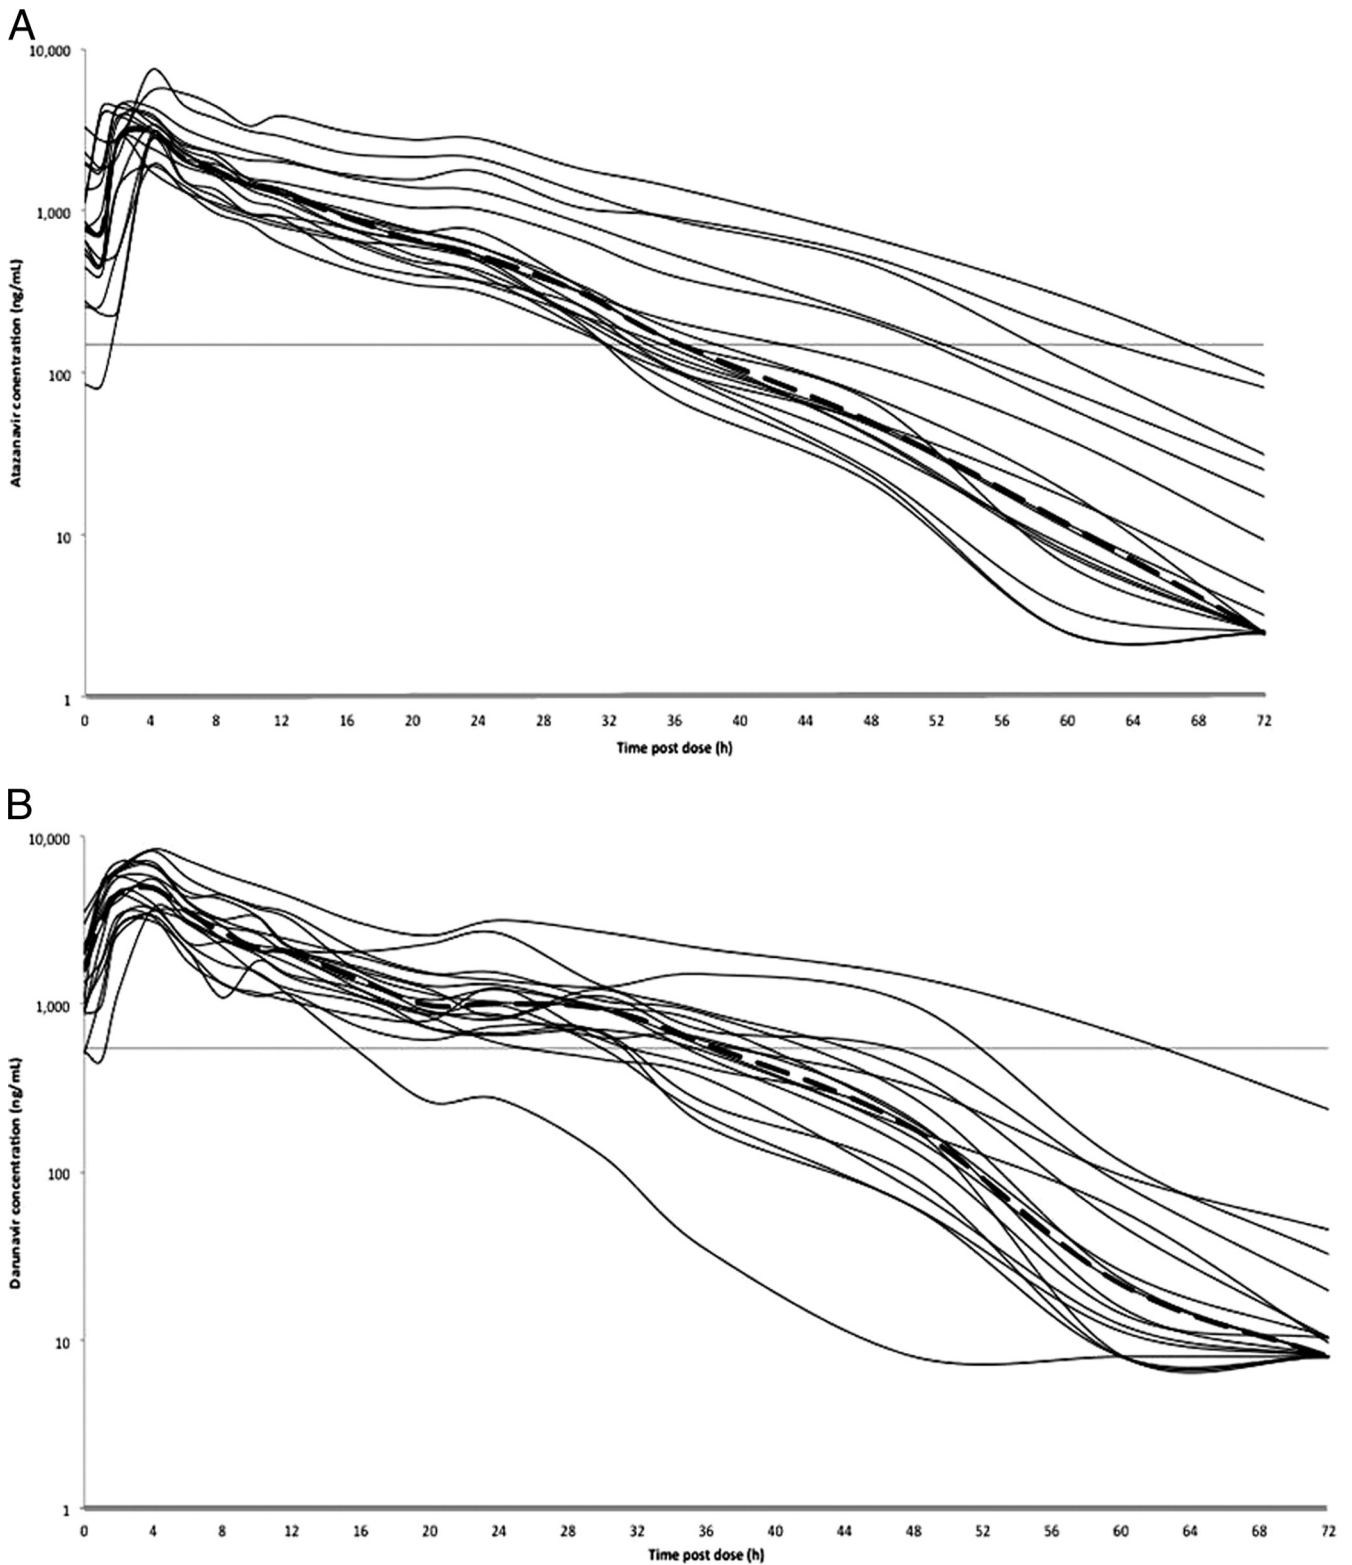 A
10,000
1,000
100
10
1
Atazanavir conentration (ng/mL)
0 4 8 12 16 20 24 28 32 36 40 44 48 52 56 60 64 68 72
Time post dose (h)
B
10,000
1,000
100
10
1
Darunavir concentration (ng/mL)
0 4 8 12 16 20 24 28 32 36 40 44 48 52 56 60 64 68 72
Time post dose (h)